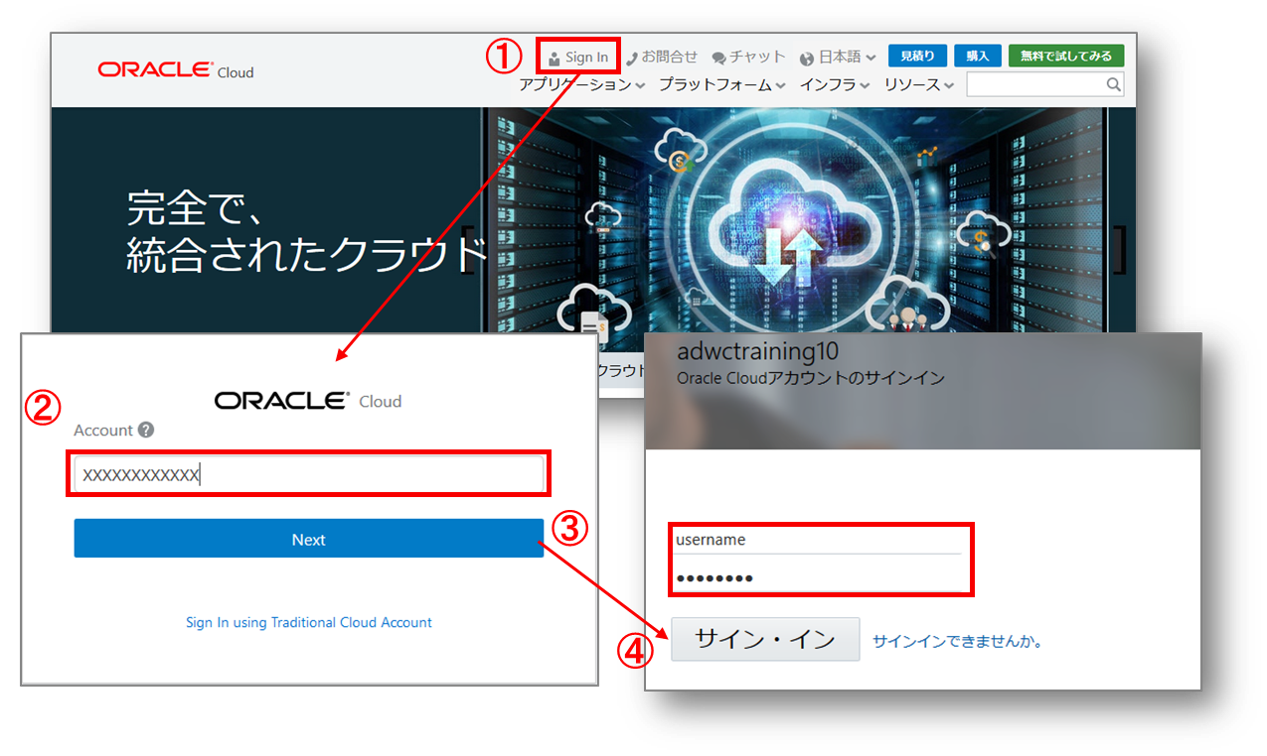 ① Sign In お問合せ チャット 日本語 見積り 購入 無料で試してみる
ORACLE Cloud
アプリケーション プラットフォーム インフラ リソース
完全で、
統合されたクラウド
クラウド
②
ORACLE Cloud
Account ?
XXXXXXXXXXXX
Next
③
Sign In using Traditional Cloud Account
adwctraining10
Oracle Cloudアカウントのサインイン
username
••••••••
④
サイン・イン サインインできませんか。